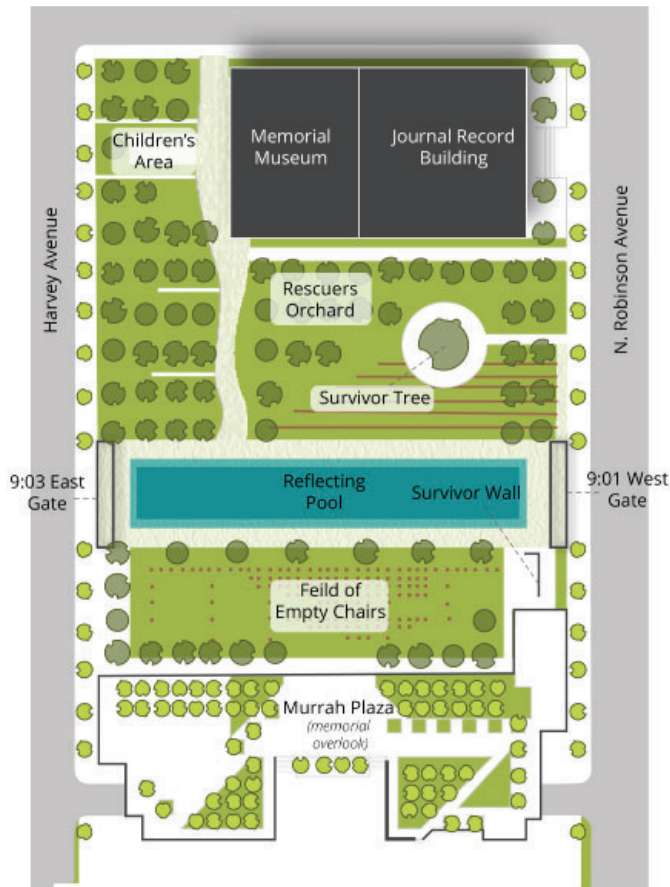 Children's
Area
Memorial
Museum
Journal Record
Building
Harvey Avenue
N. Robinson Avenue
Rescuers
Orchard
Survivor Tree
9:03 East
Gate
Reflecting
Pool
Survivor Wall
9:01 West
Gate
Feild of
Empty Chairs
Murrah Plaza
(memorial
overlook)